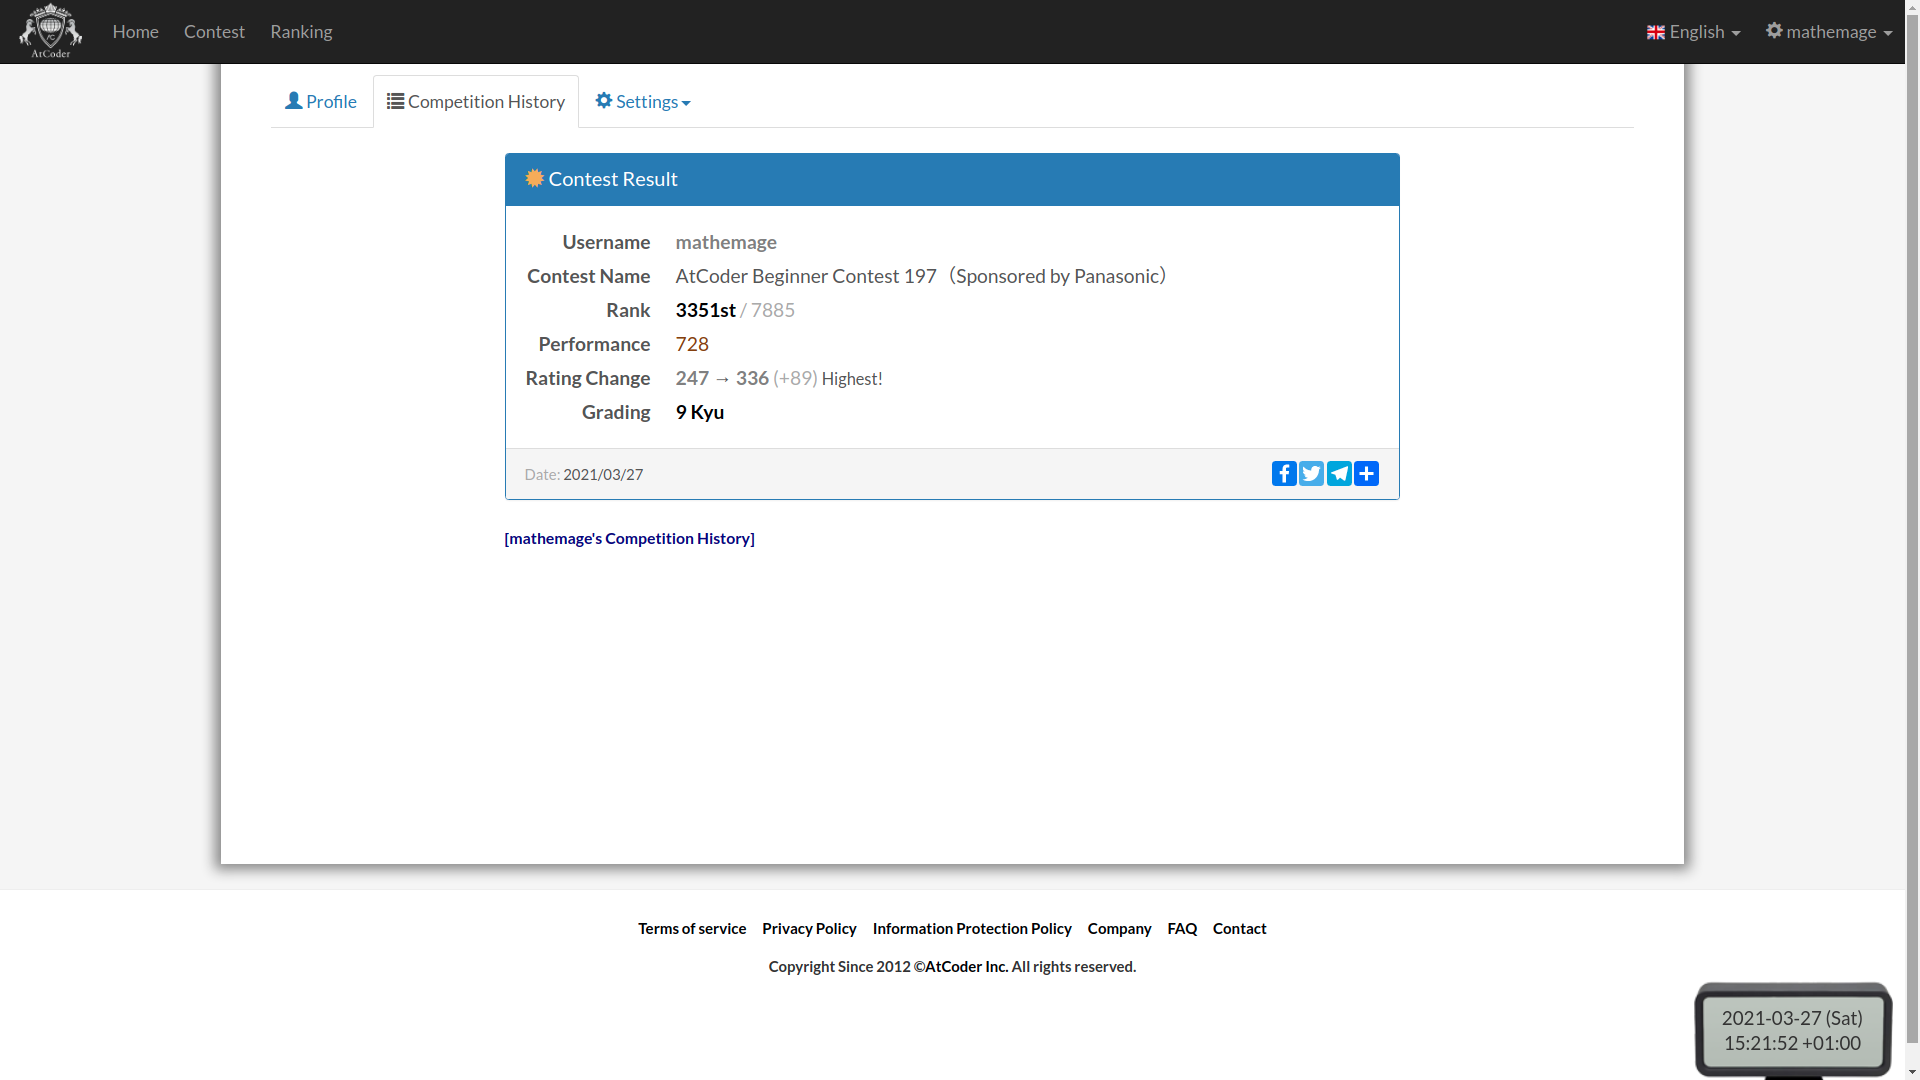 Home Contest Ranking English mathemage
AtCoder
Profile Competition History Settings
Contest Result
Username mathemage
Contest Name AtCoder Beginner Contest 197（Sponsored by Panasonic）
Rank 3351st / 7885
Performance 728
Rating Change 247 → 336 (+89) Highest!
Grading 9 Kyu
Date: 2021/03/27
[mathemage's Competition History]
Terms of service Privacy Policy Information Protection Policy Company FAQ Contact
Copyright Since 2012 ©AtCoder Inc. All rights reserved.
2021-03-27 (Sat)
15:21:52 +01:00